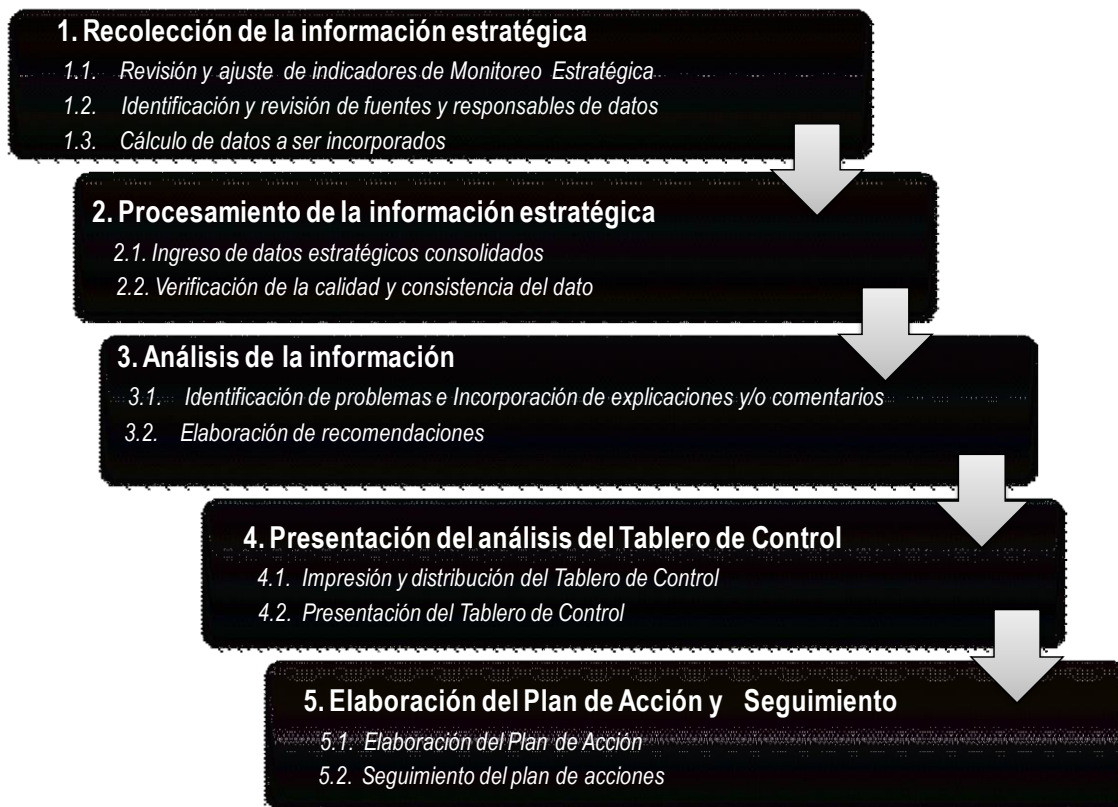 1. Recolección de la información estratégica
1.1. Revisión y ajuste de indicadores de Monitoreo Estratégica
1.2. Identificación y revisión de fuentes y responsables de datos
1.3. Cálculo de datos a ser incorporados
2. Procesamiento de la información estratégica
2.1. Ingreso de datos estratégicos consolidados
2.2. Verificación de la calidad y consistencia del dato
3. Análisis de la información
3.1. Identificación de problemas e Incorporación de explicaciones y/o comentarios
3.2. Elaboración de recomendaciones
4. Presentación del análisis del Tablero de Control
4.1. Impresión y distribución del Tablero de Control
4.2. Presentación del Tablero de Control
5. Elaboración del Plan de Acción y Seguimiento
5.1. Elaboración del Plan de Acción
5.2. Seguimiento del plan de acciones